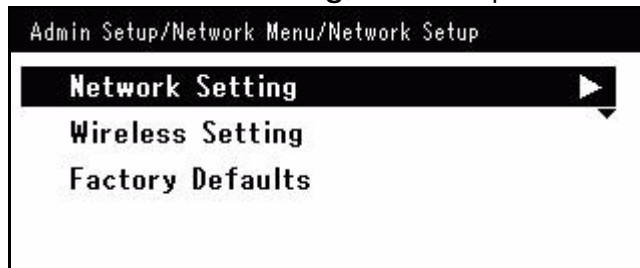 Admin Setup/Network Menu/Network Setup
Network Setting
Wireless Setting
Factory Defaults